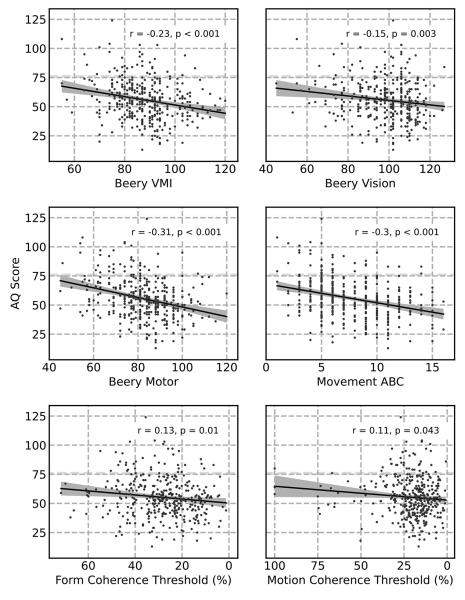 125
100
75
50
25
r = -0.23, p < 0.001
60 80 100 120
Beery VMI
r = -0.15, p = 0.003
60 80 100 120
Beery Vision
AQ Score
125
100
75
50
25
r = -0.31, p < 0.001
40 60 80 100 120
Beery Motor
r = -0.3, p < 0.001
0 5 10 15
Movement ABC
125
100
75
50
25
r = 0.13, p = 0.01
60 40 20 0
Form Coherence Threshold (%)
r = 0.11, p = 0.043
100 75 50 25 0
Motion Coherence Threshold (%)